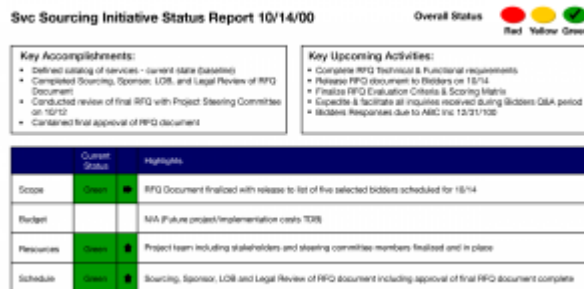 Svc Sourcing Initiative Status Report 10/14/00
Overall Status
Red Yellow Green
Key Accomplishments:
• Defined catalog of services - current state (baseline)
• Completed Sourcing, Sponsor, LOB, and Legal Review of RFQ
Document
• Conducted review of final RFQ with Project Steering Committee
on 10/12
• Contained final approval of RFQ document
Key Upcoming Activities:
• Complete RFQ Technical & Functional requirements
• Release RFQ document to Bidders on 10/14
• Finalize RFQ Evaluation Criteria & Scoring Matrix
• Expedite & facilitate all inquiries received during Bidders Q&A period
• Bidders Responses due to ABC Inc 12/31/100
Current
Status
Highlights
Scope Green RFQ Document finalized with release to list of five selected bidders scheduled for 10/14
Budget N/A (Future project/implementation costs TDB)
Resources Green Project team including stakeholders and steering committee members finalized and in place
Schedule Green Sourcing, Sponsor, LOB and Legal Review of RFQ document including approval of final RFQ document complete